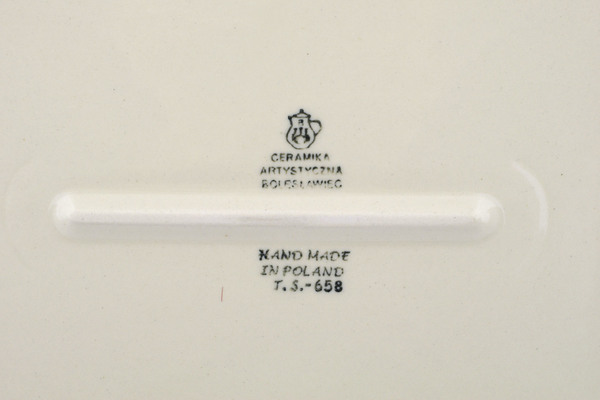 CERAMIKA
ARTYSTYCZNA
BOLESŁAWIEC
HAND MADE
IN POLAND
T.S.-658